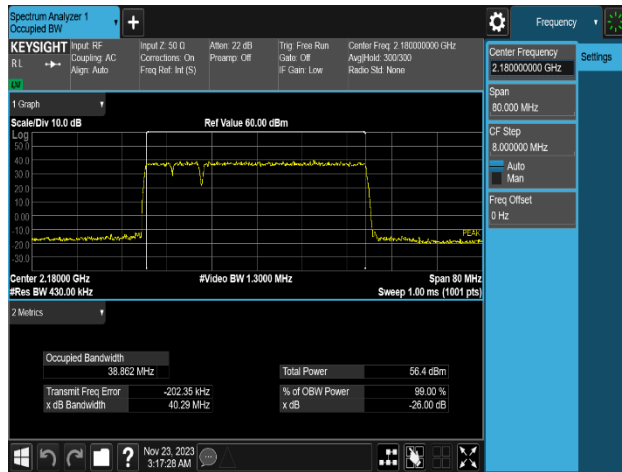 Spectrum Analyzer 1
Occupied BW
Frequency
KEYSIGHT
R L
Input: RF
Coupling: AC
Align: Auto
Input Z: 50 Ω
Corrections: On
Freq Ref: Int (S)
Atten: 22 dB
Preamp: Off
Trig: Free Run
Gate: Off
IF Gain: Low
Center Freq: 2.180000000 GHz
Avg|Hold: 300/300
Radio Std: None
Center Frequency
2.180000000 GHz
Settings
Span
80.000 MHz
CF Step
8.000000 MHz
Auto
Man
Freq Offset
0 Hz
1 Graph
Scale/Div 10.0 dB
Ref Value 60.00 dBm
Log
50.0
40.0
30.0
20.0
10.0
0.00
-10.0
-20.0
-30.0
PEAK
Center 2.18000 GHz
#Video BW 1.3000 MHz
Span 80 MHz
#Res BW 430.00 kHz
Sweep 1.00 ms (1001 pts)
2 Metrics
Occupied Bandwidth
38.862 MHz
Total Power 56.4 dBm
Transmit Freq Error -202.35 kHz
% of OBW Power 99.00 %
x dB Bandwidth 40.29 MHz
x dB -26.00 dB
Nov 23, 2023
3:17:28 AM